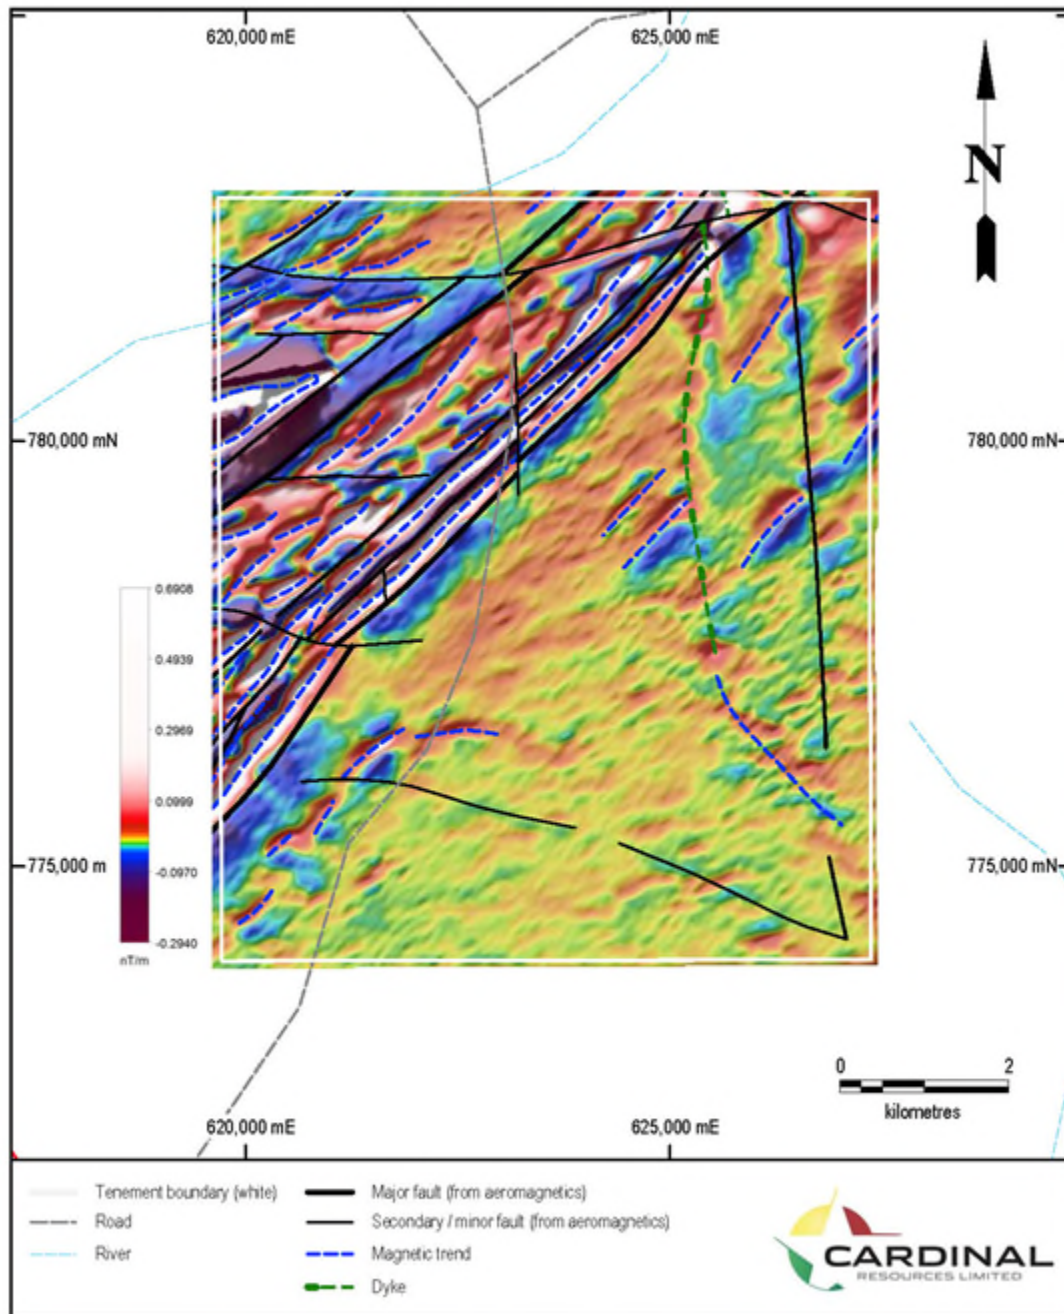 620,000 mE
625,000 mE
N
780,000 mN
780,000 mN
0.6908
0.4939
0.2969
0.0999
-0.0970
-0.2940
nT/m
775,000 m
775,000 mN
0 2
kilometres
620,000 mE
625,000 mE
Tenement boundary (white)
Road
River
Major fault (from aeromagnetics)
Secondary / minor fault (from aeromagnetics)
Magnetic trend
Dyke
CARDINAL
RESOURCES LIMITED